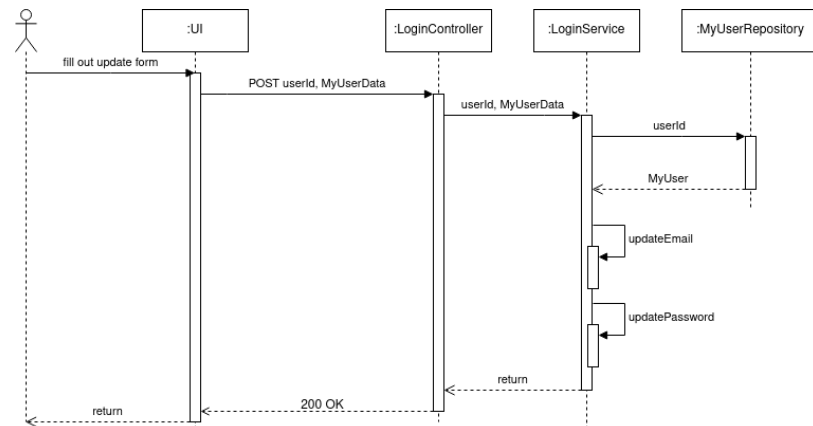 :UI
:LoginController
:LoginService
:MyUserRepository
fill out update form
POST userId, MyUserData
userId, MyUserData
userId
MyUser
updateEmail
updatePassword
return
200 OK
return